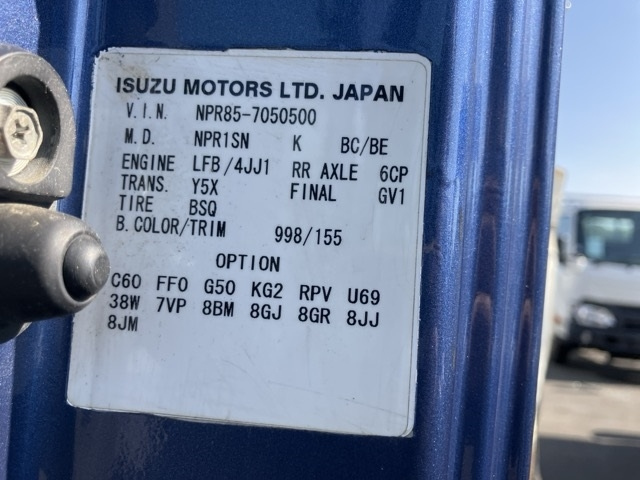 ISUZU MOTORS LTD. JAPAN
V.I.N. NPR85-7050500
M.D. NPR1SN K BC/BE
ENGINE LFB/4JJ1 RR AXLE 6CP
TRANS. Y5X FINAL GV1
TIRE BSQ
B.COLOR/TRIM 998/155
OPTION
C60 FF0 G50 KG2 RPV U69
38W 7VP 8BM 8GJ 8GR 8JJ
8JM